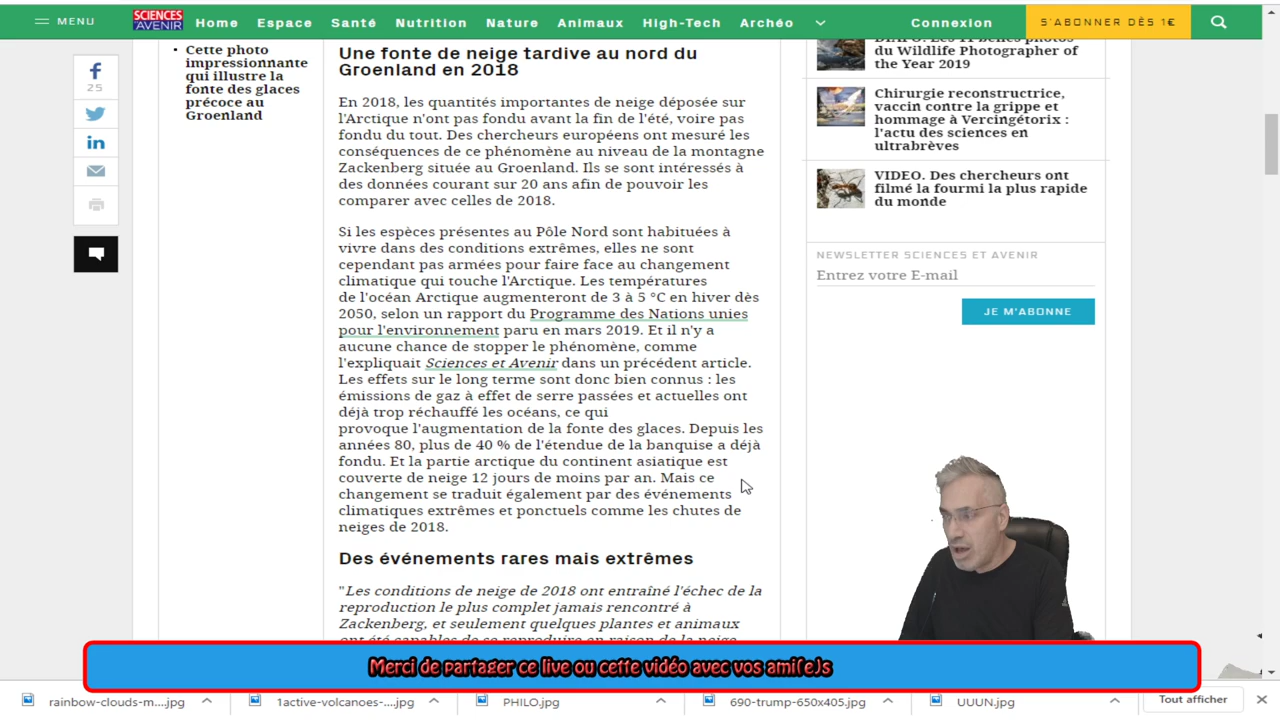 MENU
SCIENCES
AVENIR
Home Espace Santé Nutrition Nature Animaux High-Tech Archéo
Connexion
S'ABONNER DÈS 1€
25
Cette photo
impressionnante
qui illustre la
fonte des glaces
précoce au
Groenland
Une fonte de neige tardive au nord du
Groenland en 2018
En 2018, les quantités importantes de neige déposée sur
l'Arctique n'ont pas fondu avant la fin de l'été, voire pas
fondu du tout. Des chercheurs européens ont mesuré les
conséquences de ce phénomène au niveau de la montagne
Zackenberg située au Groenland. Ils se sont intéressés à
des données courant sur 20 ans afin de pouvoir les
comparer avec celles de 2018.
Si les espèces présentes au Pôle Nord sont habituées à
vivre dans des conditions extrêmes, elles ne sont
cependant pas armées pour faire face au changement
climatique qui touche l'Arctique. Les températures
de l'océan Arctique augmenteront de 3 à 5 °C en hiver dès
2050, selon un rapport du Programme des Nations unies
pour l'environnement paru en mars 2019. Et il n'y a
aucune chance de stopper le phénomène, comme
l'expliquait Sciences et Avenir dans un précédent article.
Les effets sur le long terme sont donc bien connus : les
émissions de gaz à effet de serre passées et actuelles ont
déjà trop réchauffé les océans, ce qui
provoque l'augmentation de la fonte des glaces. Depuis les
années 80, plus de 40 % de l'étendue de la banquise a déjà
fondu. Et la partie arctique du continent asiatique est
couverte de neige 12 jours de moins par an. Mais ce
changement se traduit également par des événements
climatiques extrêmes et ponctuels comme les chutes de
neiges de 2018.
Des événements rares mais extrêmes
"Les conditions de neige de 2018 ont entraîné l'échec de la
reproduction le plus complet jamais rencontré à
Zackenberg, et seulement quelques plantes et animaux
ont été capables de se reproduire en raison de la neige
DIAPO. Les 11 belles photos
du Wildlife Photographer of
the Year 2019
Chirurgie reconstructrice,
vaccin contre la grippe et
hommage à Vercingétorix :
l'actu des sciences en
ultrabrèves
VIDEO. Des chercheurs ont
filmé la fourmi la plus rapide
du monde
NEWSLETTER SCIENCES ET AVENIR
Entrez votre E-mail
JE M'ABONNE
Merci de partager ce live ou cette vidéo avec vos ami(e)s
rainbow-clouds-m....jpg
1active-volcanoes-....jpg
PHILO.jpg
690-trump-650x405.jpg
UUUN.jpg
Tout afficher